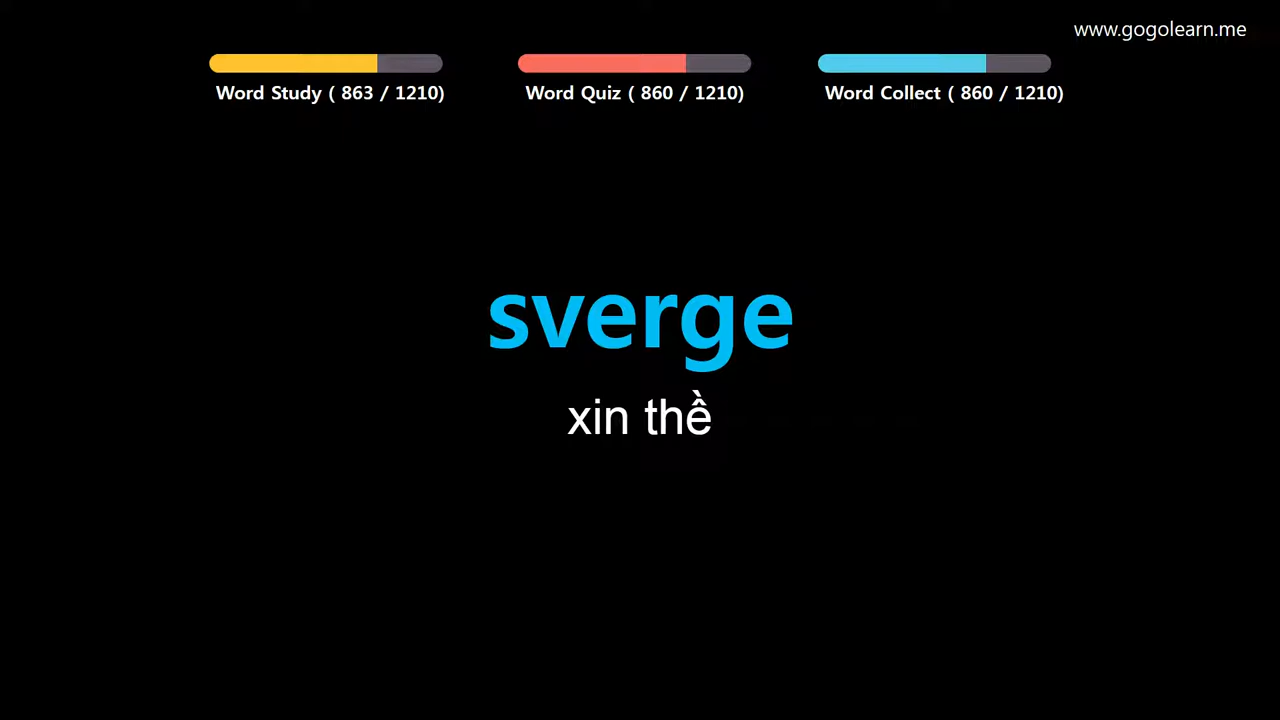 www.gogolearn.me
Word Study ( 863 / 1210)
Word Quiz ( 860 / 1210)
Word Collect ( 860 / 1210)
sverge
xin thề